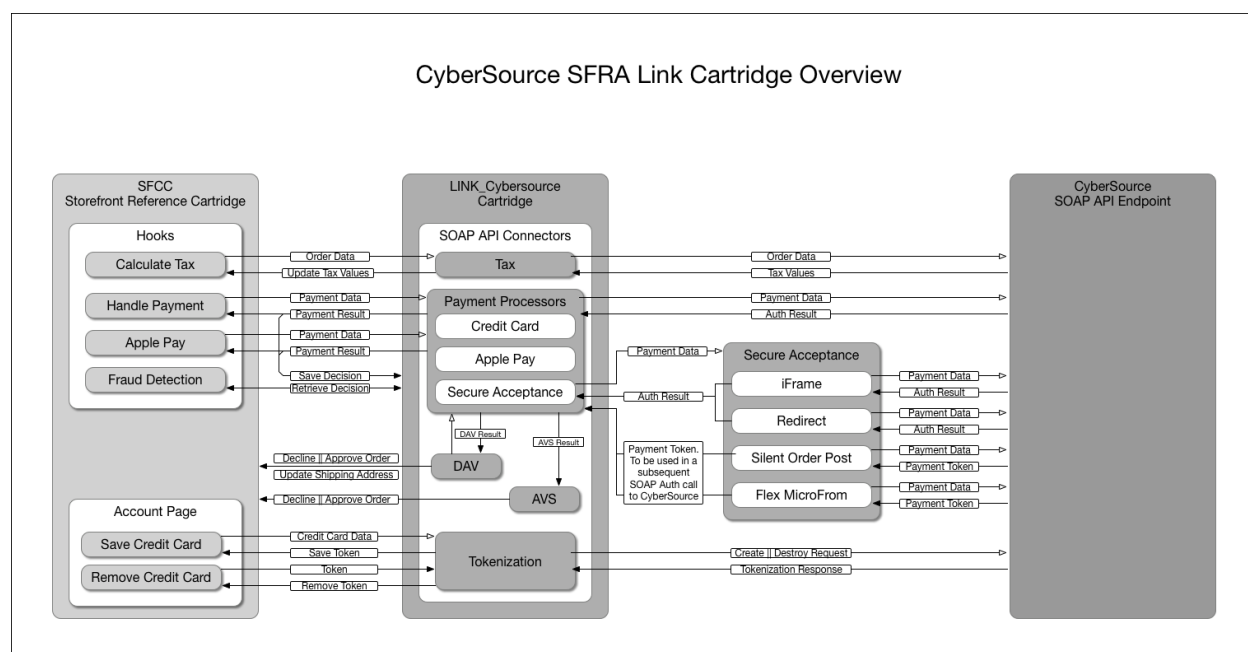 CyberSource SFRA Link Cartridge Overview
SFCC
Storefront Reference Cartridge
Hooks
Calculate Tax
Handle Payment
Apple Pay
Fraud Detection
Account Page
Save Credit Card
Remove Credit Card
Order Data
Update Tax Values
Payment Data
Payment Result
Payment Data
Payment Result
Save Decision
Retrieve Decision
Decline || Approve Order
Update Shipping Address
Decline || Approve Order
Credit Card Data
Save Token
Token
Remove Token
LINK_Cybersource
Cartridge
SOAP API Connectors
Tax
Payment Processors
Credit Card
Apple Pay
Secure Acceptance
DAV Result
AVS Result
DAV
AVS
Tokenization
Order Data
Tax Values
Payment Data
Auth Result
Payment Data
Auth Result
Payment Token.
To be used in a
subsequent
SOAP Auth call
to CyberSource
Secure Acceptance
iFrame
Redirect
Silent Order Post
Flex MicroFrom
Payment Data
Auth Result
Payment Data
Auth Result
Payment Data
Payment Token
Payment Data
Payment Token
Create || Destroy Request
Tokenization Response
CyberSource
SOAP API Endpoint